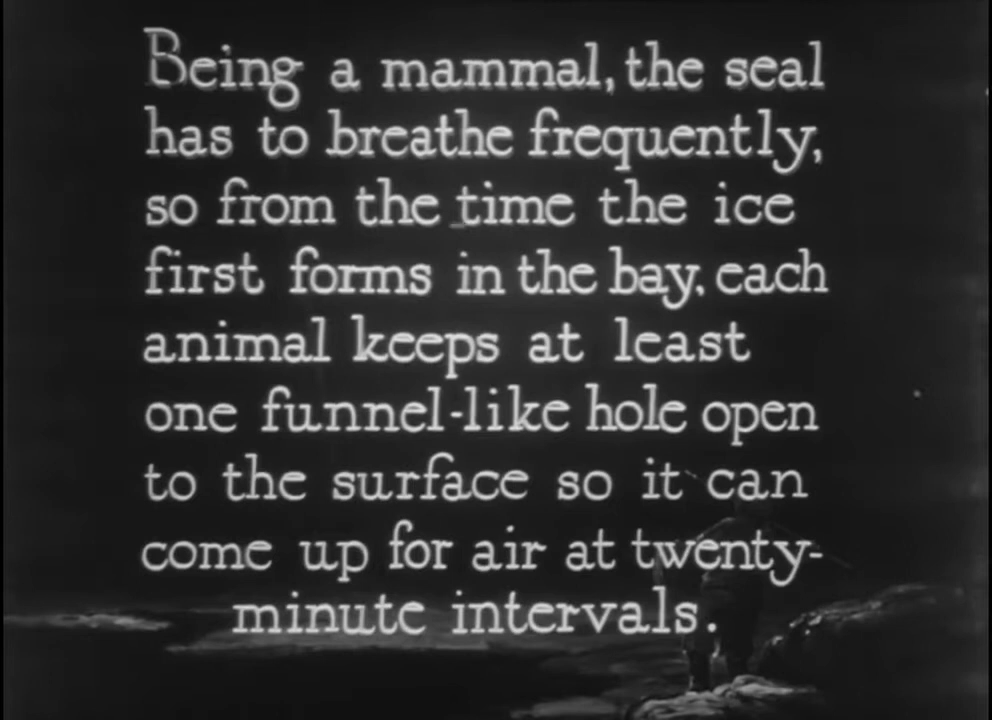 Being a mammal, the seal
has to breathe frequently,
so from the time the ice
first forms in the bay, each
animal keeps at least
one funnel-like hole open
to the surface so it can
come up for air at twenty-
minute intervals.